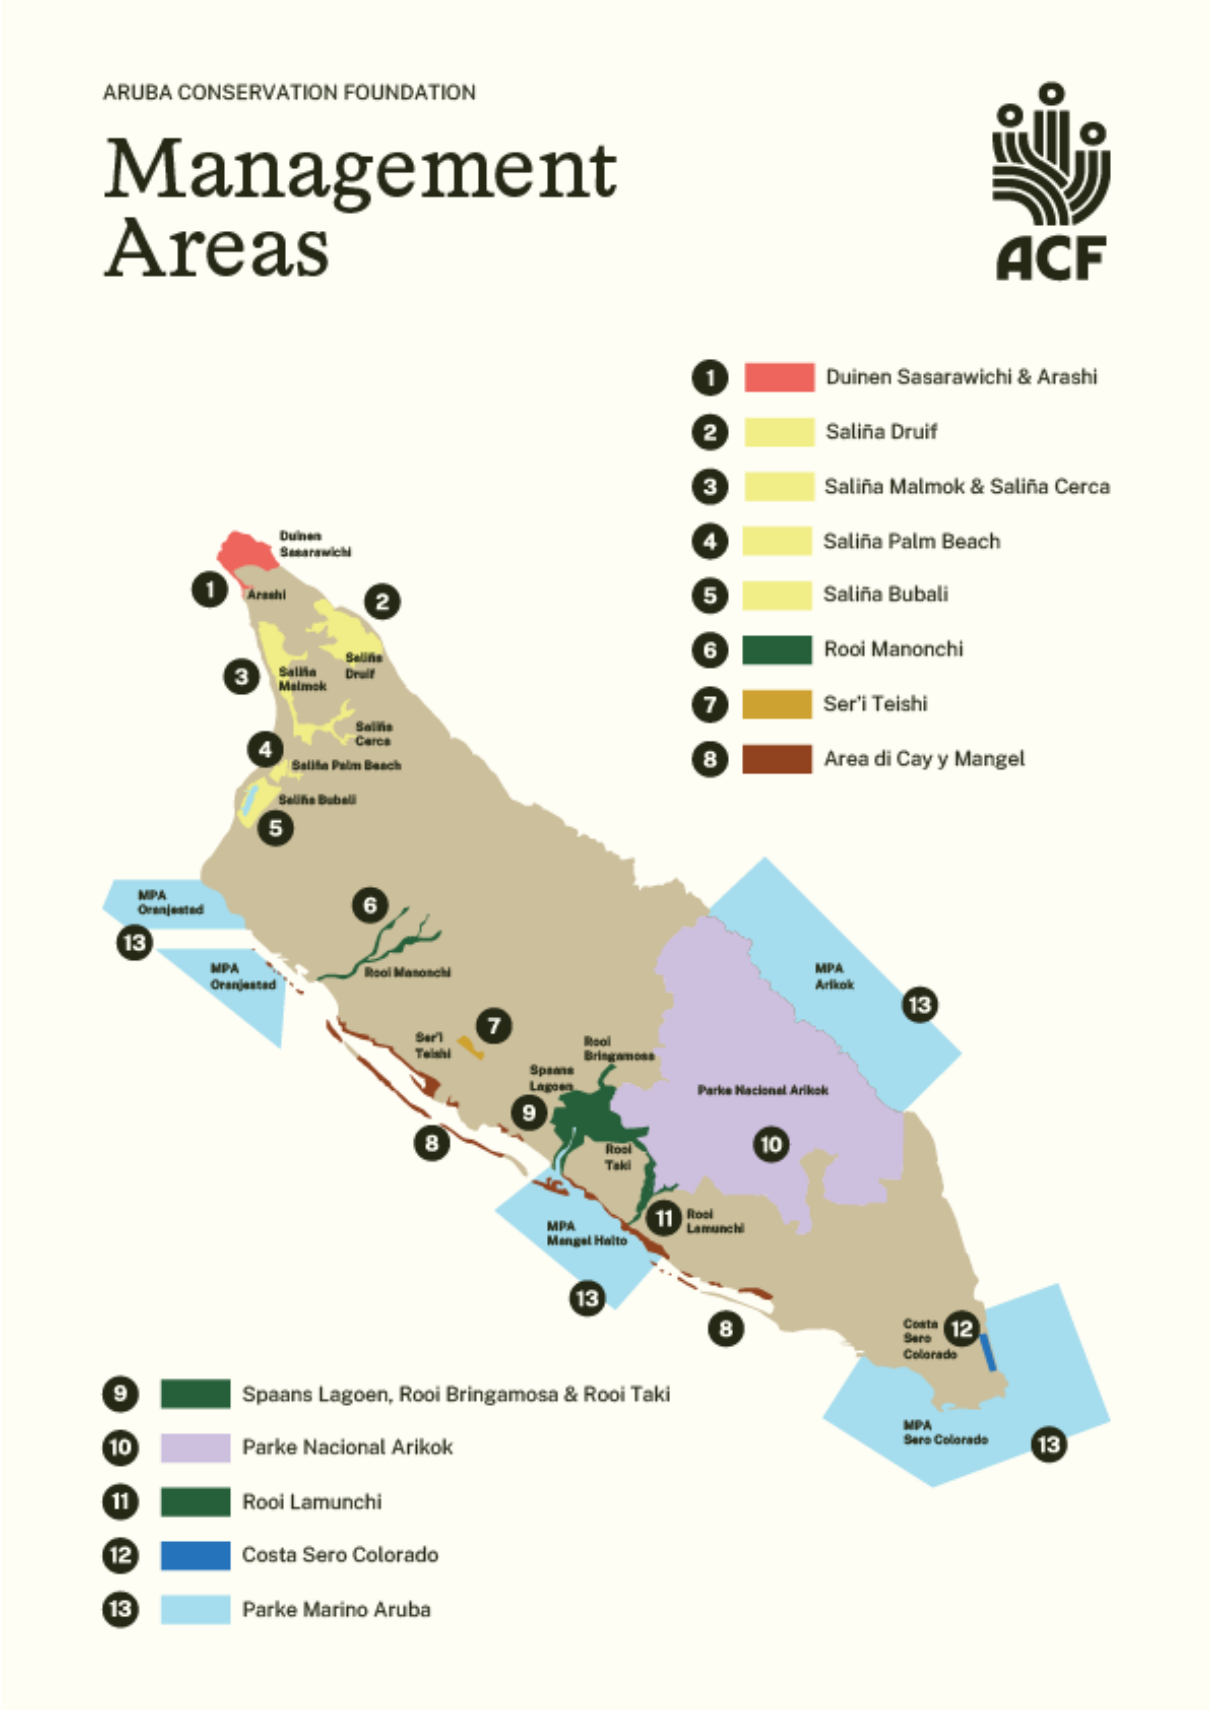 ARUBA CONSERVATION FOUNDATION
Management
Areas
ACF
1 Duinen Sasarawichi & Arashi
2 Saliña Druif
3 Saliña Malmok & Saliña Cerca
4 Saliña Palm Beach
5 Saliña Bubali
6 Rooi Manonchi
7 Ser'i Teishi
8 Area di Cay y Mangel
Duinen
Sasarawichi
1
Arashi
2
Saliña
Druif
3
Saliña
Malmok
Saliña
Cerca
4
Saliña Palm Beach
Saliña Bubali
5
MPA
Oranjestad
13
MPA
Oranjestad
6
Rooi Manonchi
MPA
Arikok
13
7
Ser'i
Teishi
Rooi
Bringamosa
Spaans
Lagoen
9
Parke Nacional Arikok
10
8
Rooi
Taki
11
Rooi
Lamunchi
MPA
Mangel Halto
13
8
Costa
Sero
Colorado
12
MPA
Sero Colorado
13
9 Spaans Lagoen, Rooi Bringamosa & Rooi Taki
10 Parke Nacional Arikok
11 Rooi Lamunchi
12 Costa Sero Colorado
13 Parke Marino Aruba